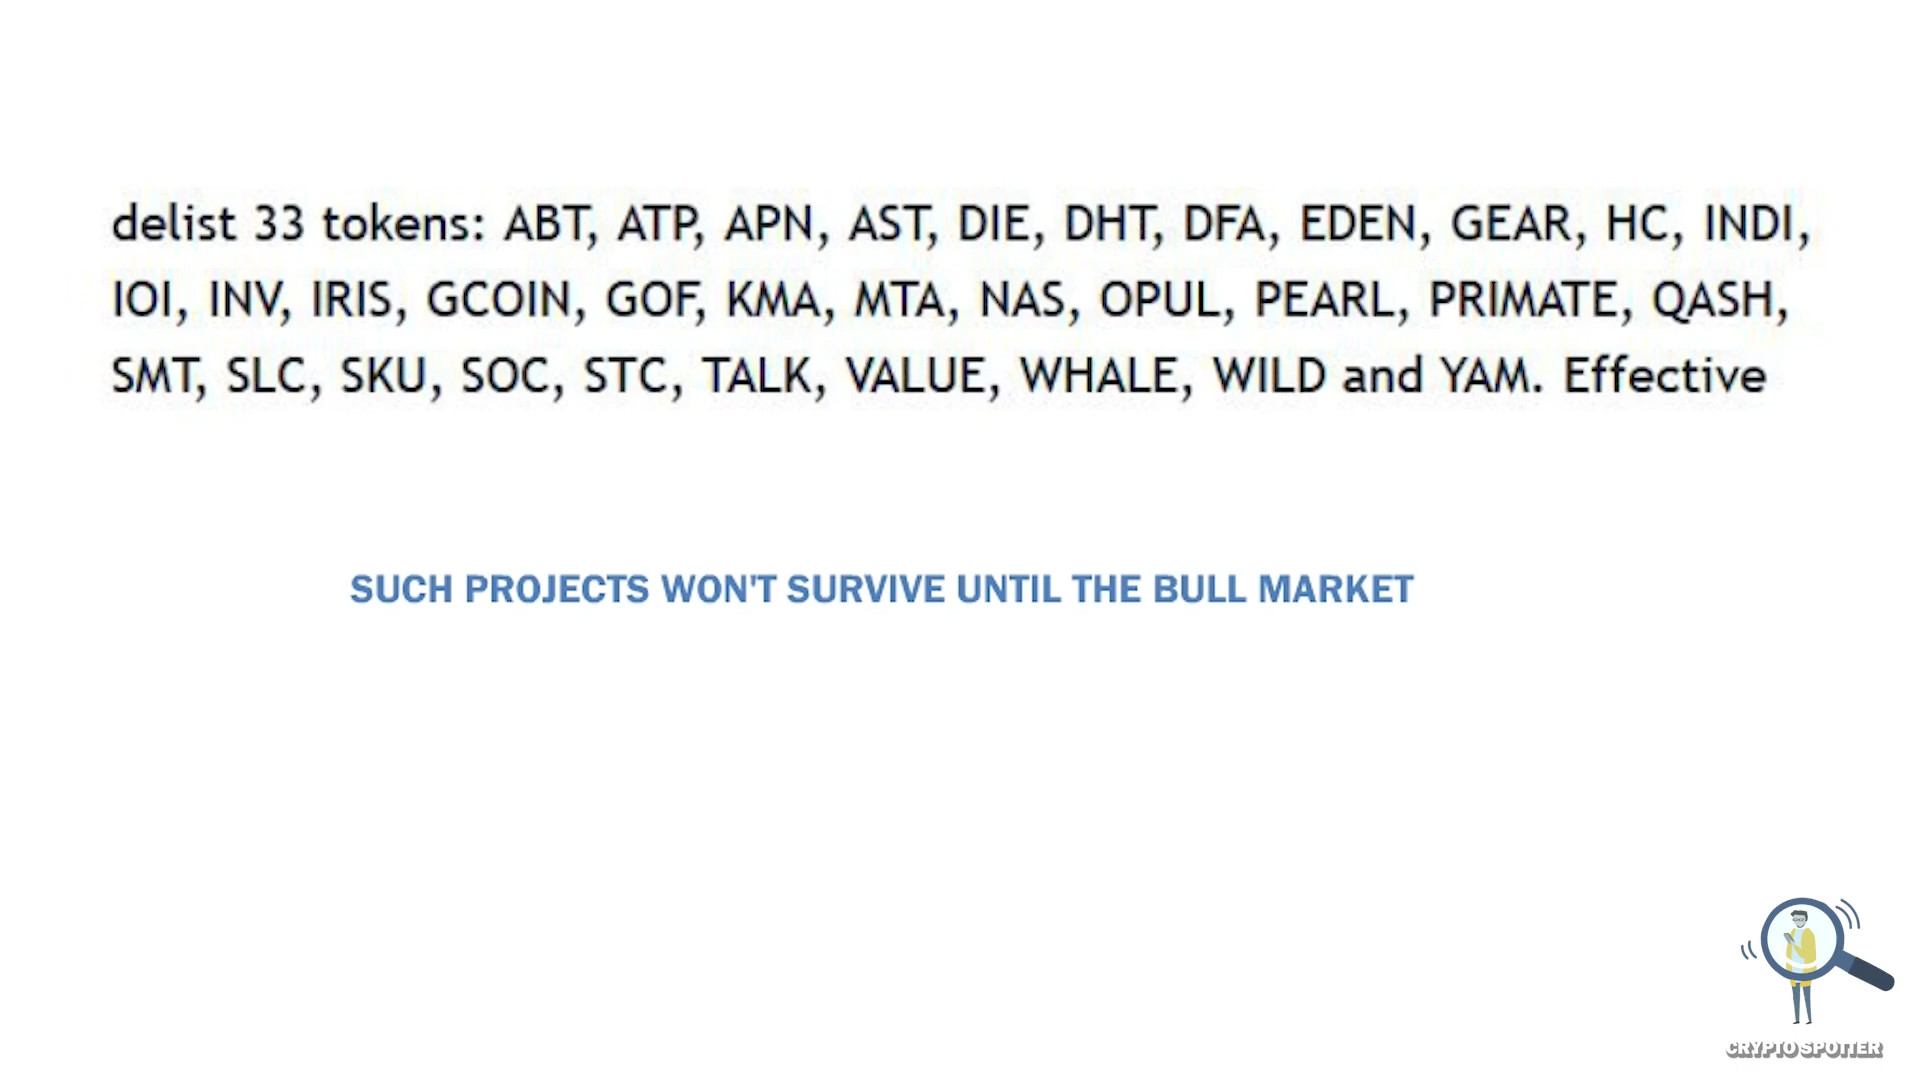 delist 33 tokens: ABT, ATP, APN, AST, DIE, DHT, DFA, EDEN, GEAR, HC, INDI,
IOI, INV, IRIS, GCOIN, GOF, KMA, MTA, NAS, OPUL, PEARL, PRIMATE, QASH,
SMT, SLC, SKU, SOC, STC, TALK, VALUE, WHALE, WILD and YAM. Effective
SUCH PROJECTS WON'T SURVIVE UNTIL THE BULL MARKET
CRYPTO SPOTTER